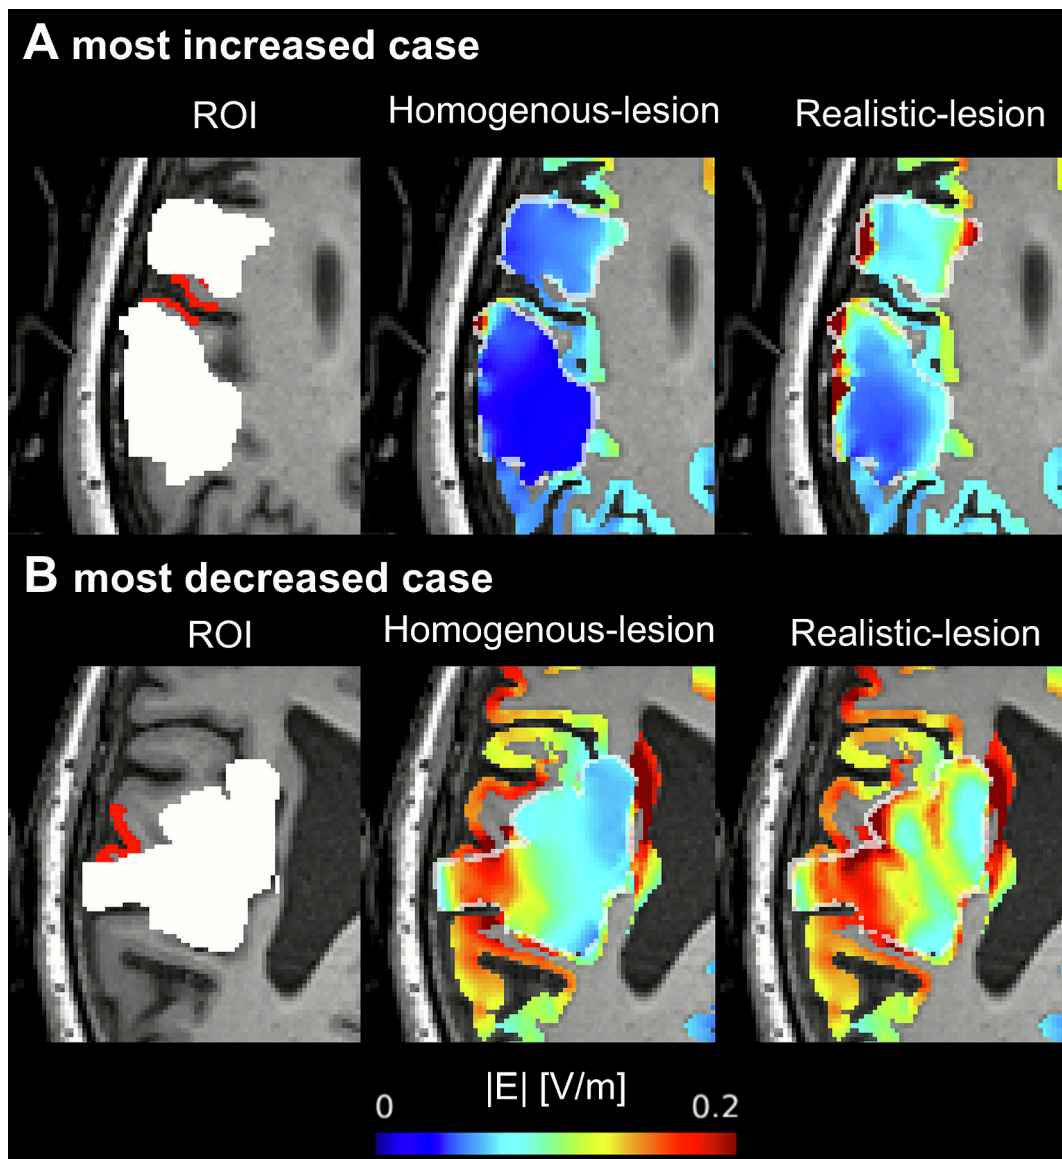 A most increased case
ROI Homogenous-lesion Realistic-lesion
B most decreased case
ROI Homogenous-lesion Realistic-lesion
|E| [V/m]
0 0.2